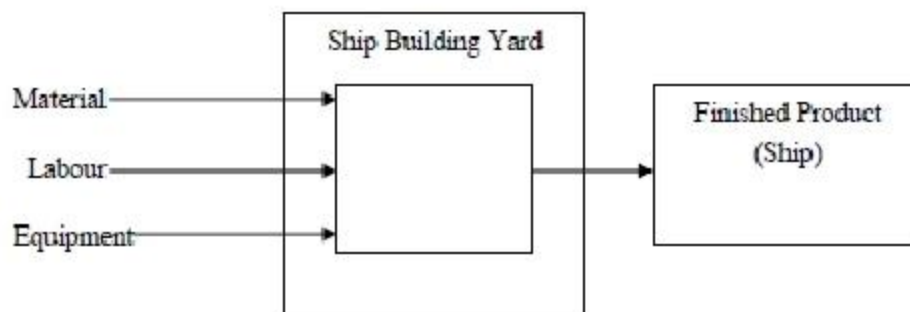 Ship Building Yard
Material
Labour
Equipment
Finished Product
(Ship)